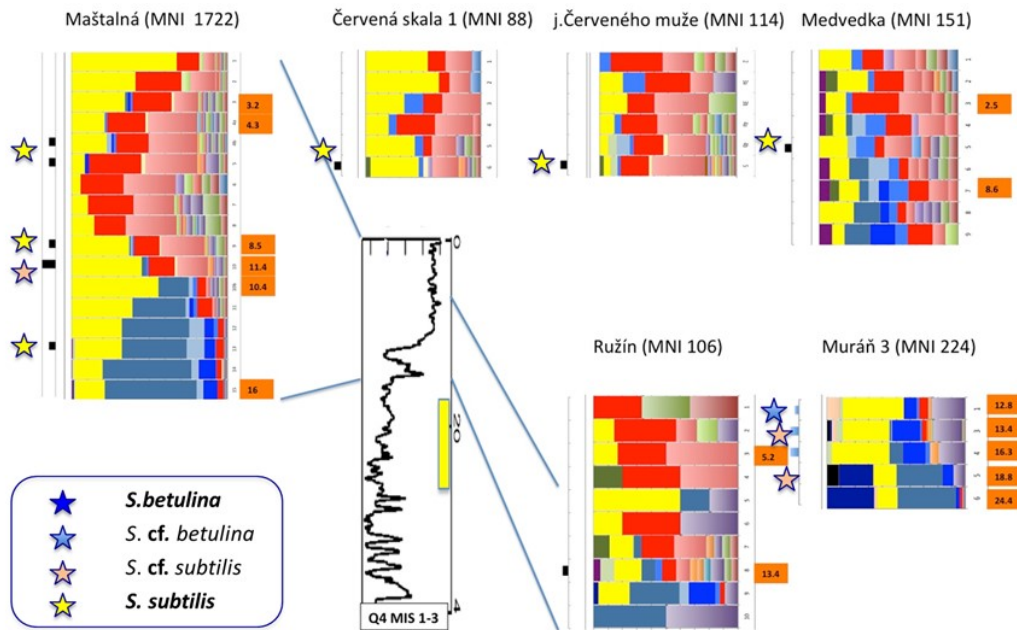 Maštalná (MNI 1722)
Červená skala 1 (MNI 88)
j.Červeného muže (MNI 114)
Medvedka (MNI 151)
3.2
4.3
8.5
11.4
10.4
16
2.5
8.6
0
20
4
Q4 MIS 1-3
Ružín (MNI 106)
Muráň 3 (MNI 224)
5.2
13.4
12.8
13.4
16.3
18.8
24.4
S.betulina
S. cf. betulina
S. cf. subtilis
S. subtilis